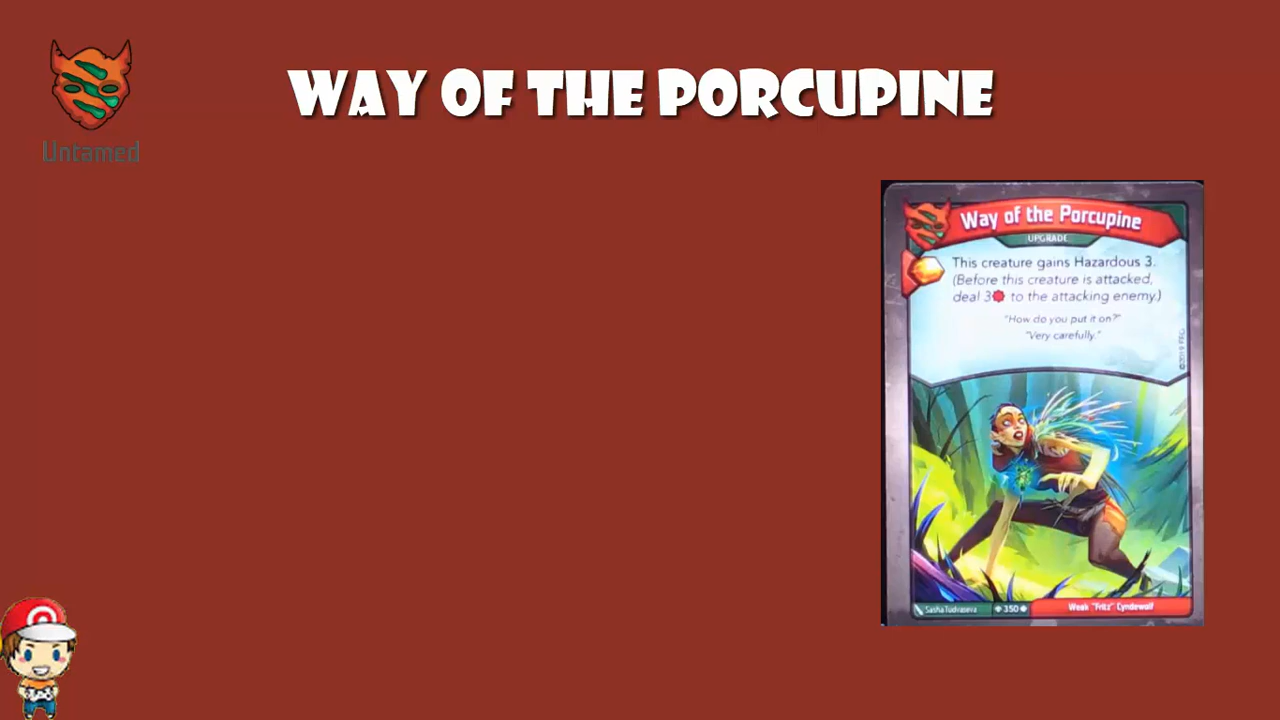 WAY OF THE PORCUPINE
Untamed
Way of the Porcupine
UPGRADE
This creature gains Hazardous 3.
(Before this creature is attacked,
deal 3 to the attacking enemy.)
"How do you put it on?"
"Very carefully."
©2019 FFG
Sasha Tudvaseva
350
Weak "Fritz" Cyndewolf